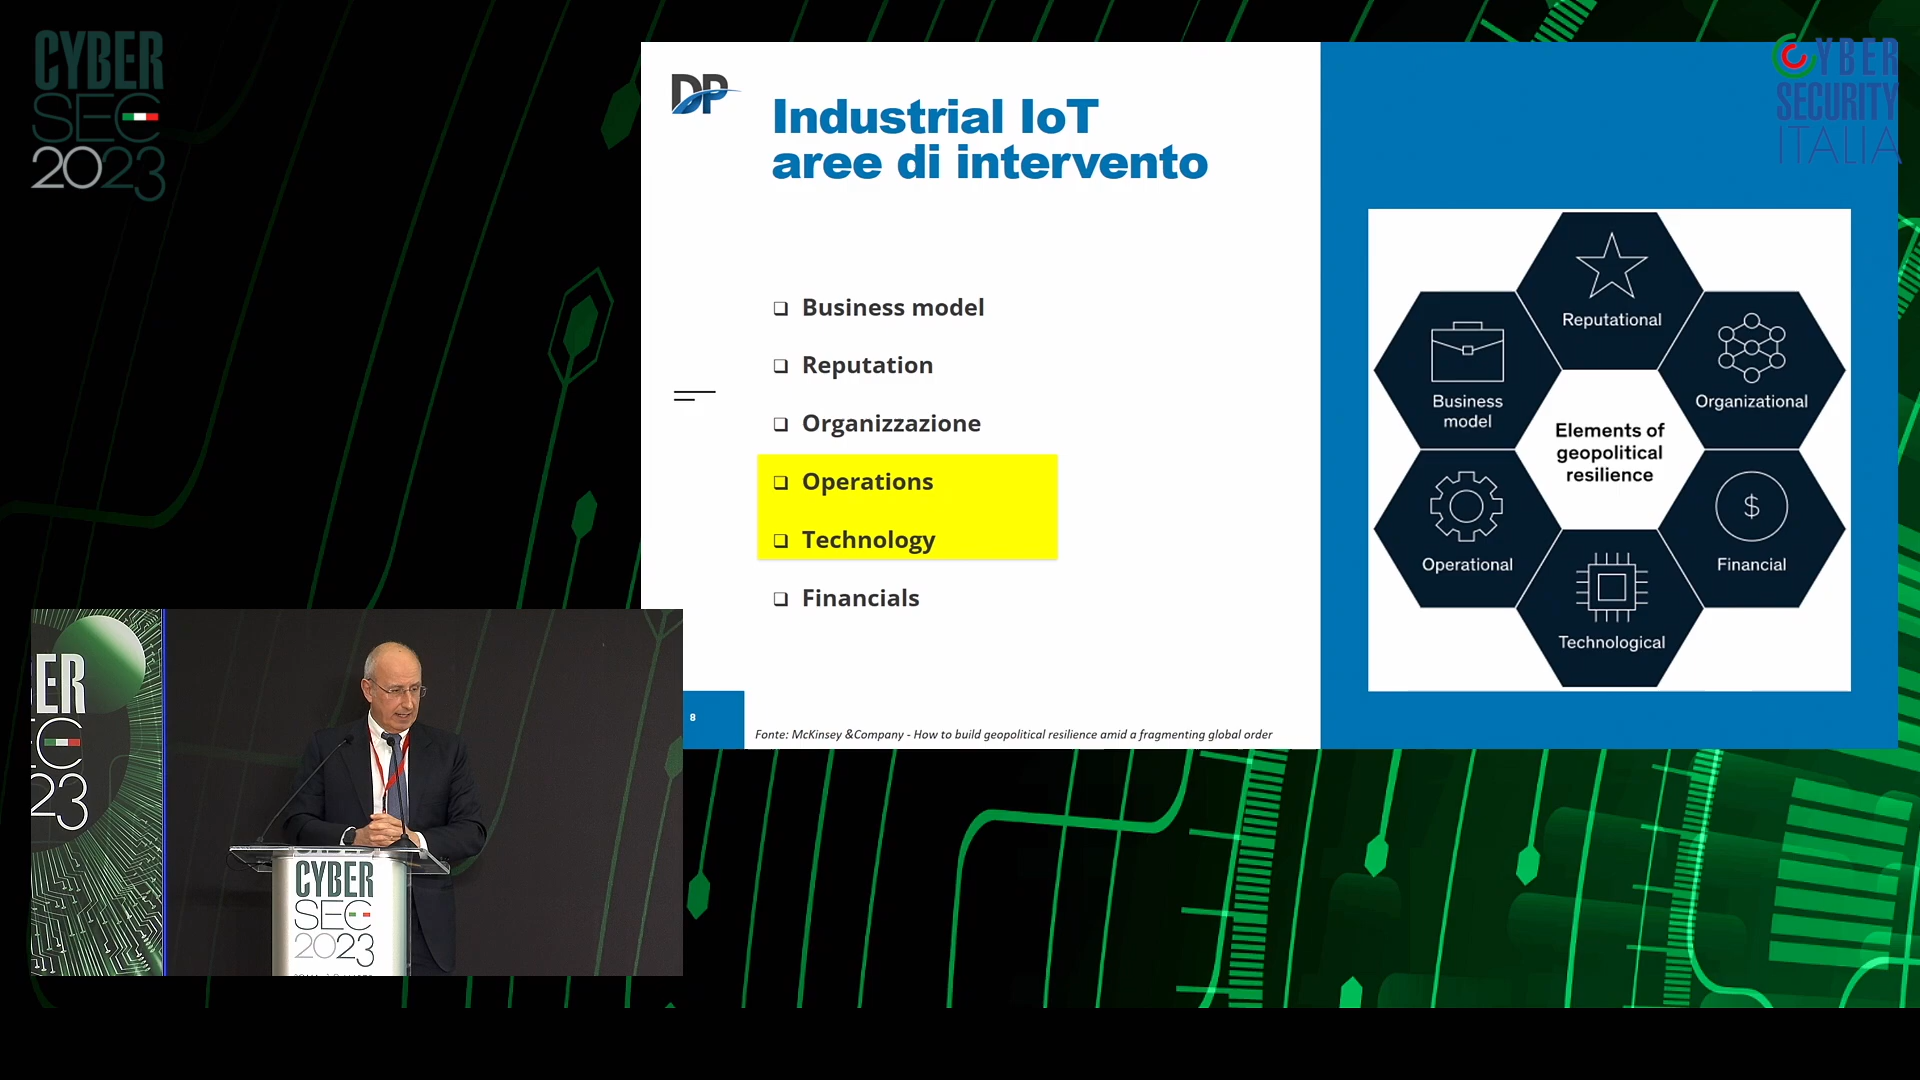 CYBER
SEC
2023
CYBER
SECURITY
ITALIA
DP
Industrial IoT
aree di intervento
❑ Business model
❑ Reputation
❑ Organizzazione
❑ Operations
❑ Technology
❑ Financials
8
Fonte: McKinsey &Company - How to build geopolitical resilience amid a fragmenting global order
Reputational
Business
model
Organizational
Elements of
geopolitical
resilience
Operational
Financial
Technological
$
ER
23
CYBER
SEC
2023